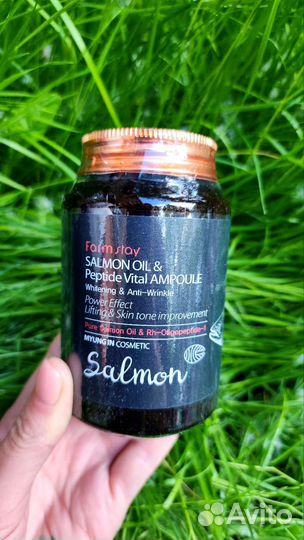 Farmstay
SALMON OIL &
Peptide Vital AMPOULE
Whitening & Anti-Wrinkle
Power Effect
Lifting & Skin tone improvement
Pure Salmon Oil & Rh-Oligopeptide-1
MYUNG IN COSMETIC
Salmon
Avito